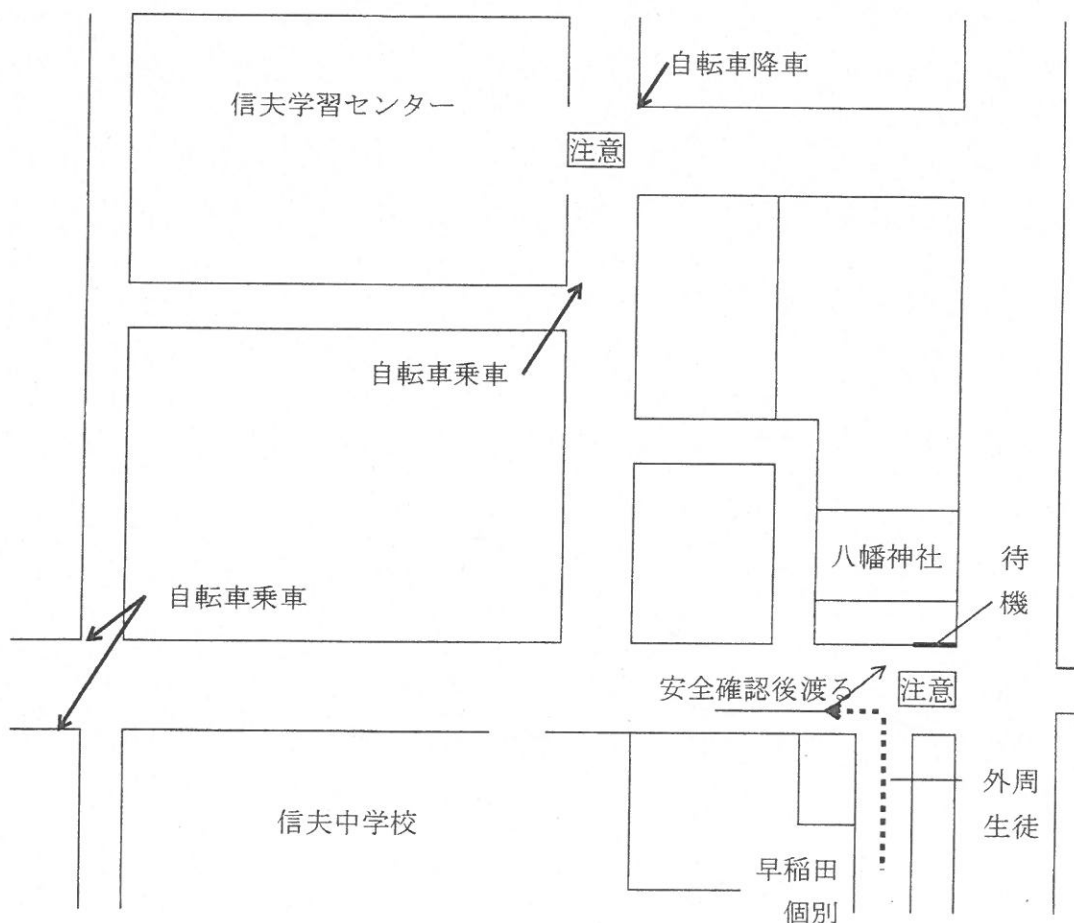 自転車降車
信夫学習センター
注意
自転車乗車
八幡神社
待
機
自転車乗車
安全確認後渡る
注意
外周
生徒
信夫中学校
早稲田
個別